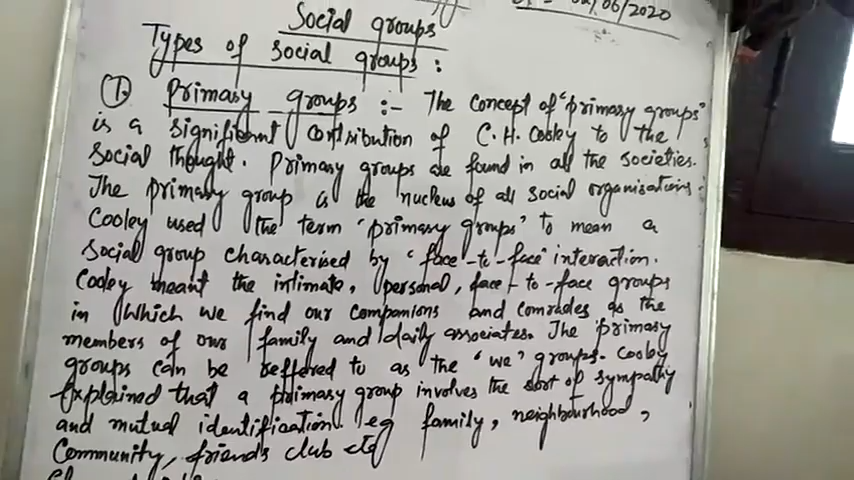 /06/2020
Social groups
Types of social groups :
1. Primary groups :- The concept of "primary groups"
is a significant contribution of C.H. Cooley to the
social thought. Primary groups are found in all the societies.
The primary group is the nucleus of all social organisations.
Cooley used the term "primary groups" to mean a
social group characterised by "face-to-face" interaction.
Cooley meant the intimate, personal, face-to-face groups
in which we find our companions and comrades as the
members of our family and daily associates. The primary
groups can be reffered to as the "we" groups. Cooley
explained that a primary group involves the sort of sympathy
and mutual identification eg family, neighbourhood,
Community, friends club etc